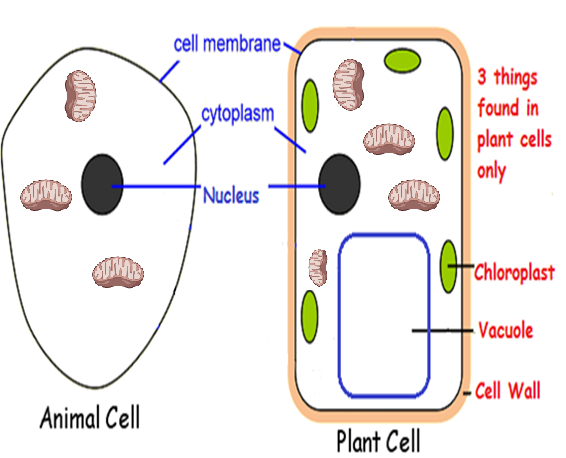 cell membrane
cytoplasm
Nucleus
3 things
found in
plant cells
only
Chloroplast
Vacuole
Cell Wall
Animal Cell
Plant Cell